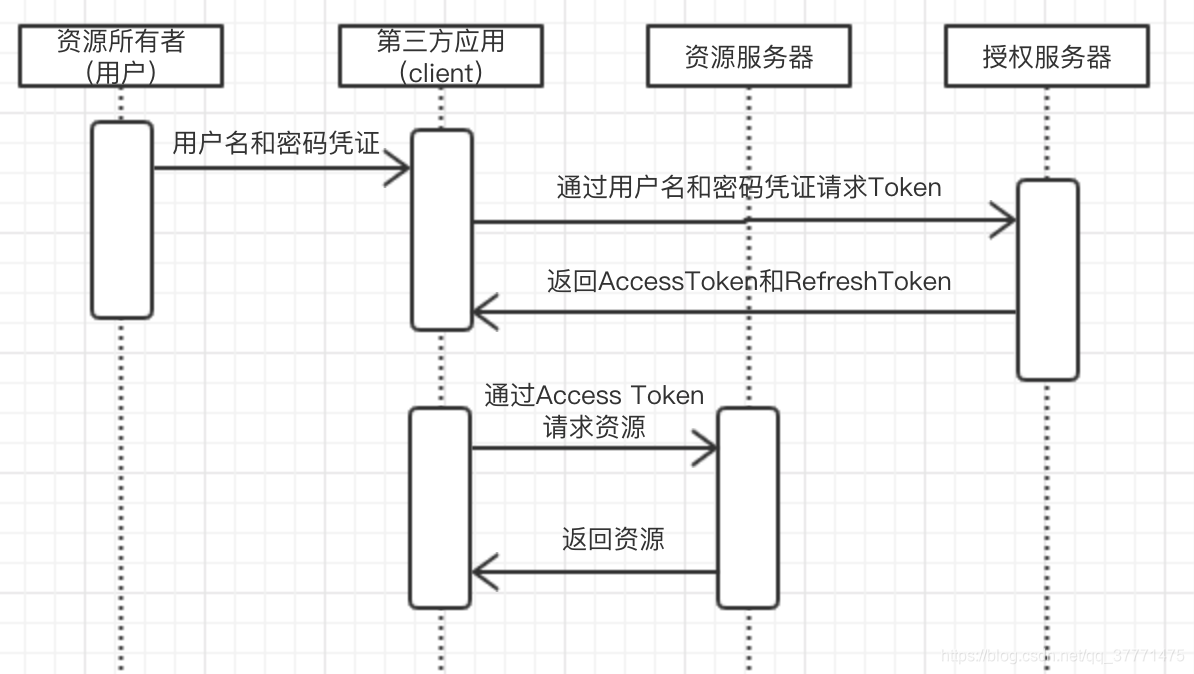 资源所有者
（用户）
第三方应用
（client）
资源服务器
授权服务器
用户名和密码凭证
通过用户名和密码凭证请求Token
返回AccessToken和RefreshToken
通过Access Token
请求资源
返回资源
https://blog.csdn.net/qq_37771475